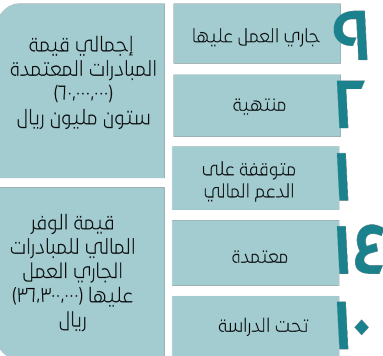 ٩
جاري العمل عليها
٢
منتهية
١
متوقفة على
الدعم المالي
١٤
معتمدة
١٠
تحت الدراسة
إجمالي قيمة
المبادرات المعتمدة
(٦٠,٠٠٠,٠٠٠)
ستون مليون ريال
قيمة الوفر
المالي للمبادرات
الجاري العمل
عليها (٣٦,٣٠٠,٠٠٠)
ريال